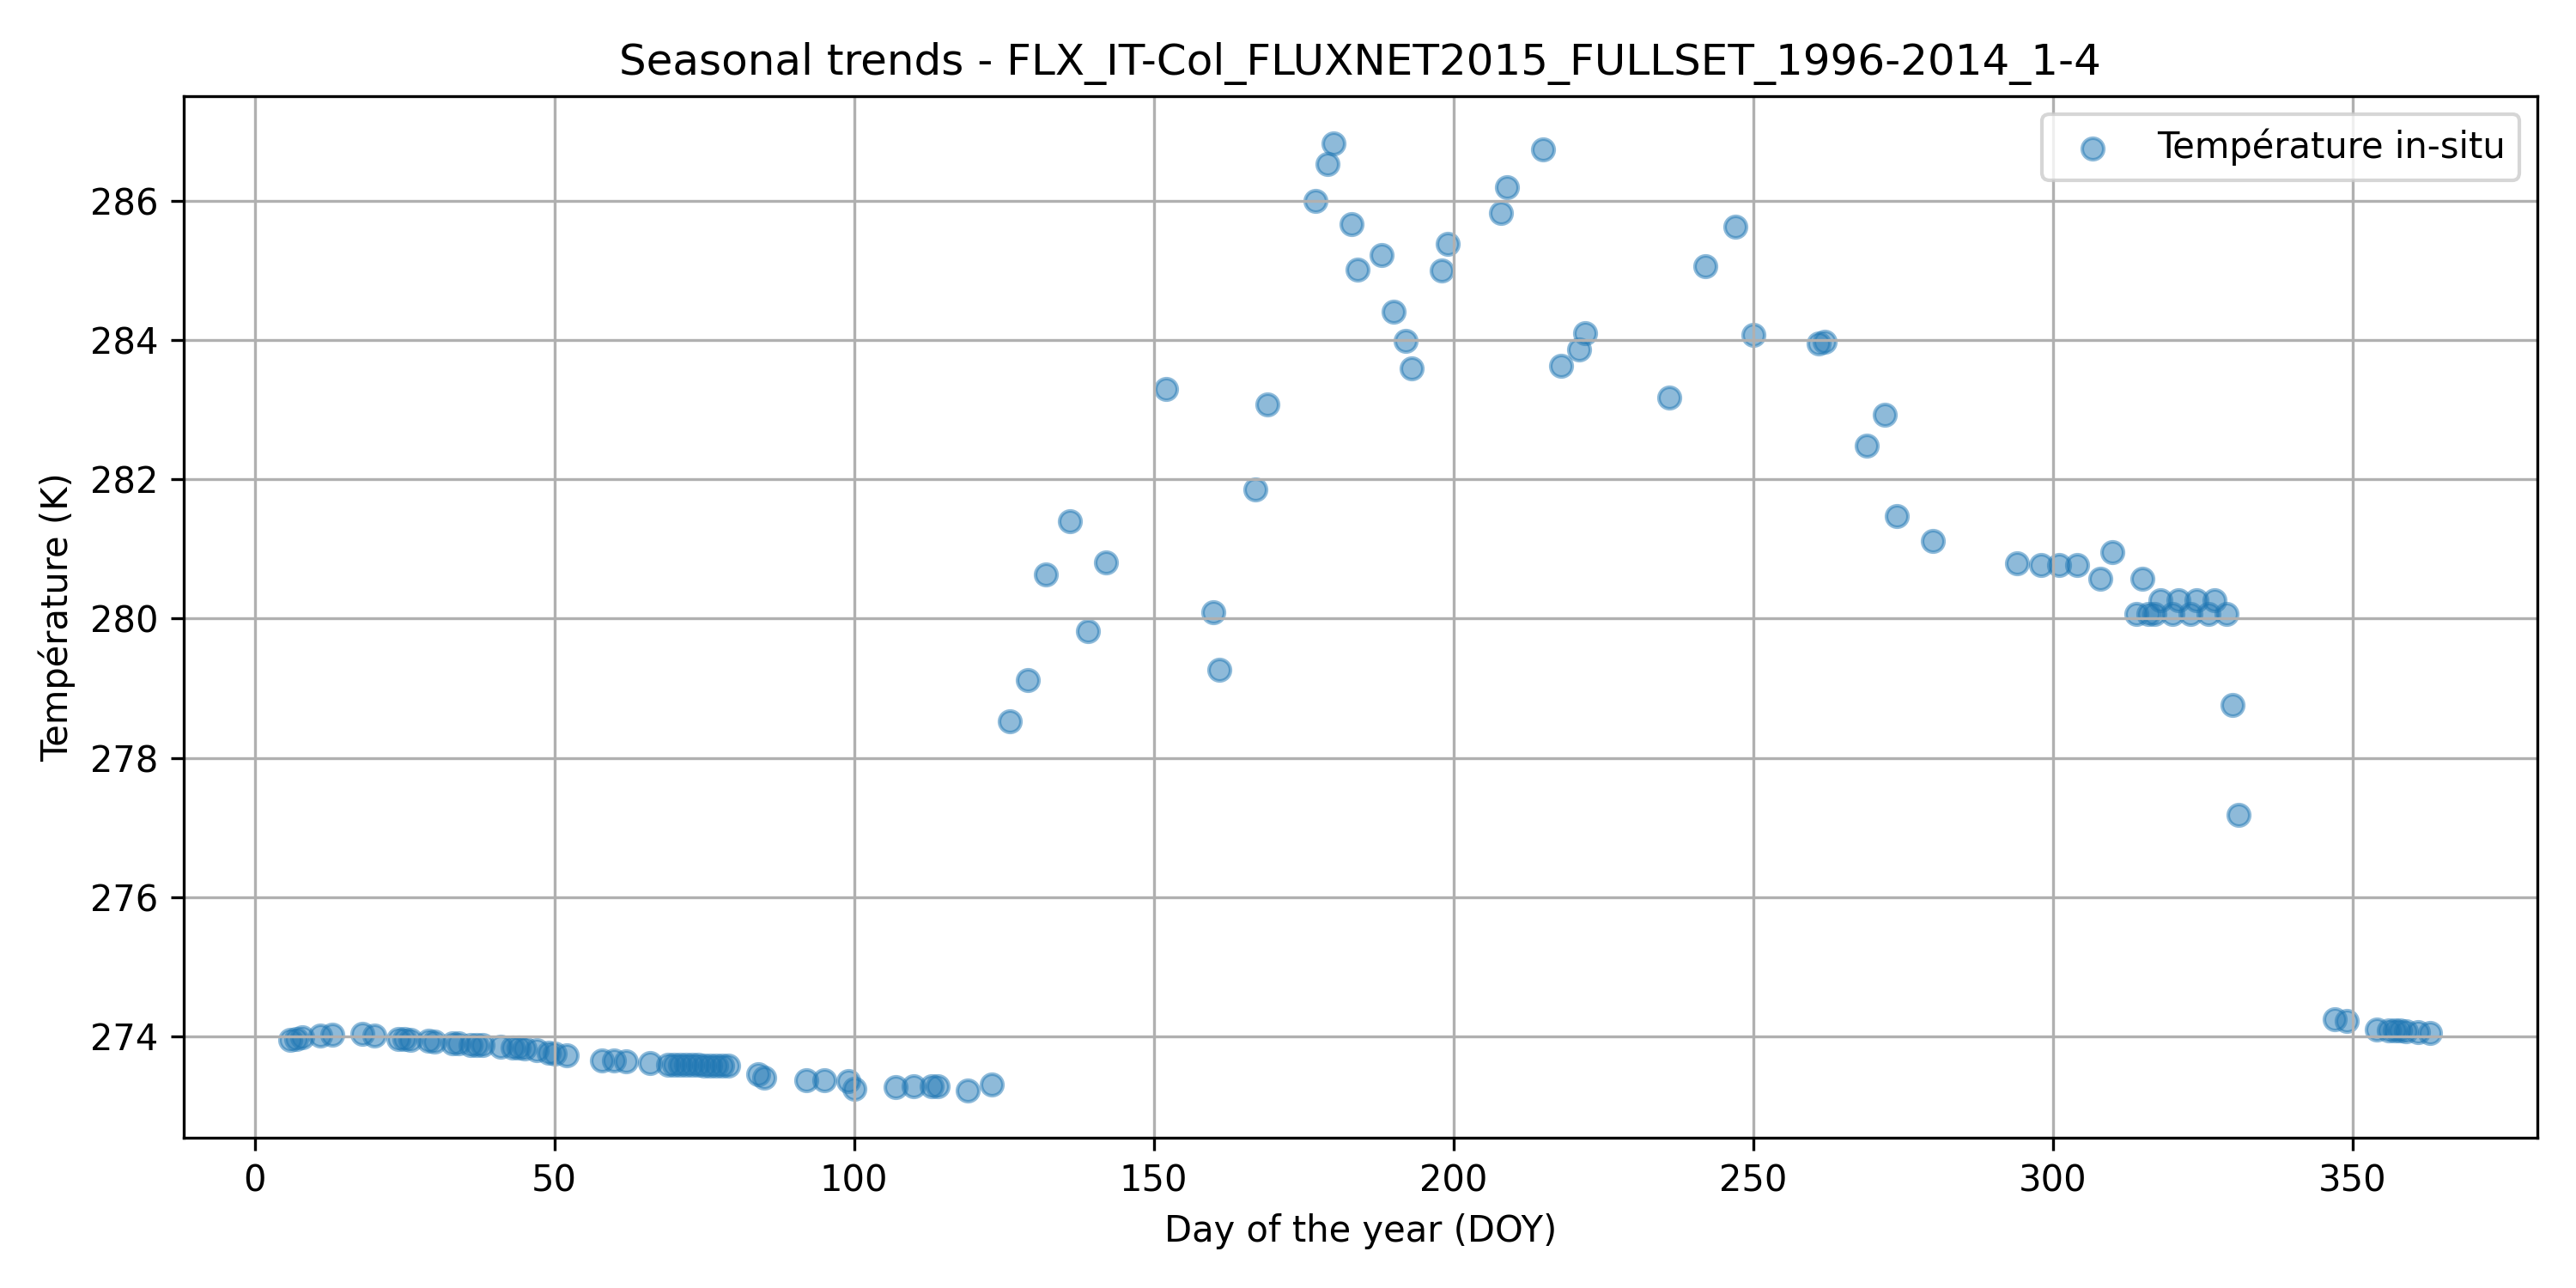 Seasonal trends - FLX_IT-Col_FLUXNET2015_FULLSET_1996-2014_1-4
Température in-situ
Température (K)
286
284
282
280
278
276
274
0 50 100 150 200 250 300 350
Day of the year (DOY)